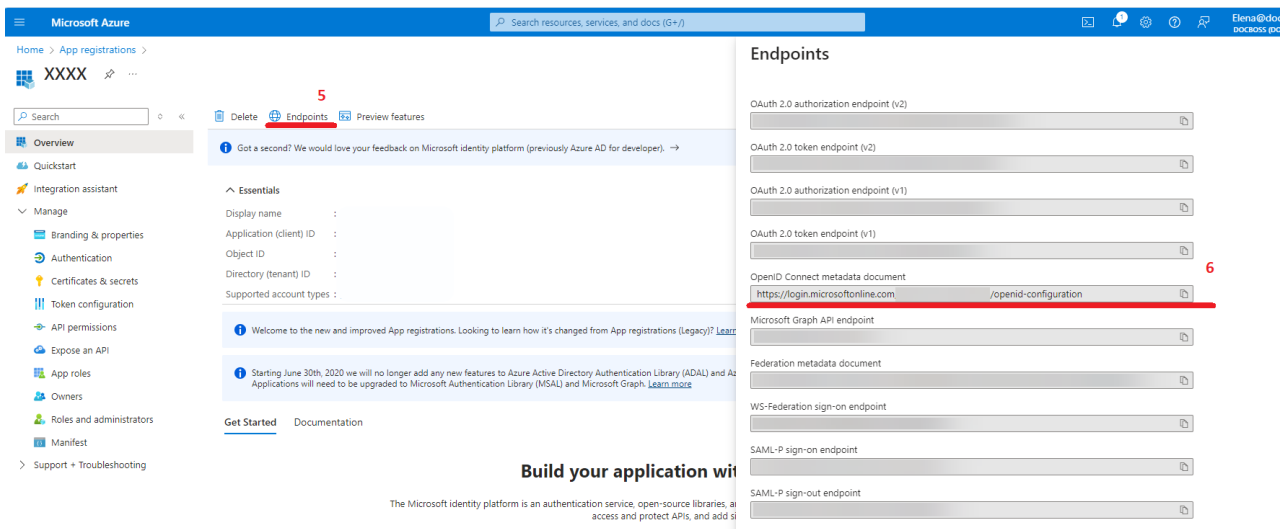 Microsoft Azure
Search resources, services, and docs (G+/)
1
Elena@doc
DOCBOSS (DO
Home > App registrations >
XXXX
Search
Overview
Quickstart
Integration assistant
Manage
Branding & properties
Authentication
Certificates & secrets
Token configuration
API permissions
Expose an API
App roles
Owners
Roles and administrators
Manifest
Support + Troubleshooting
5
Delete
Endpoints
Preview features
Got a second? We would love your feedback on Microsoft identity platform (previously Azure AD for developer). →
Essentials
Display name :
Application (client) ID :
Object ID :
Directory (tenant) ID :
Supported account types :
Welcome to the new and improved App registrations. Looking to learn how it's changed from App registrations (Legacy)? Learn
Starting June 30th, 2020 we will no longer add any new features to Azure Active Directory Authentication Library (ADAL) and Az
Applications will need to be upgraded to Microsoft Authentication Library (MSAL) and Microsoft Graph. Learn more
Get Started
Documentation
Build your application wit
The Microsoft identity platform is an authentication service, open-source libraries, a
access and protect APIs, and add si
Endpoints
OAuth 2.0 authorization endpoint (v2)
OAuth 2.0 token endpoint (v2)
OAuth 2.0 authorization endpoint (v1)
OAuth 2.0 token endpoint (v1)
OpenID Connect metadata document
6
https://login.microsoftonline.com /openid-configuration
Microsoft Graph API endpoint
Federation metadata document
WS-Federation sign-on endpoint
SAML-P sign-on endpoint
SAML-P sign-out endpoint